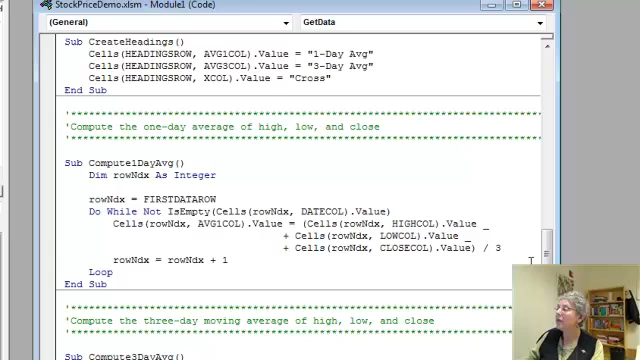 StockPriceDemo.xlsm - Module1 (Code)
(General)
GetData
Sub CreateHeadings()
Cells(HEADINGSROW, AVG1COL).Value = "1-Day Avg"
Cells(HEADINGSROW, AVG3COL).Value = "3-Day Avg"
Cells(HEADINGSROW, XCOL).Value = "Cross"
End Sub
'**********************************************************************
'Compute the one-day average of high, low, and close
'**********************************************************************
Sub Compute1DayAvg()
Dim rowNdx As Integer
rowNdx = FIRSTDATAROW
Do While Not IsEmpty(Cells(rowNdx, DATECOL).Value)
Cells(rowNdx, AVG1COL).Value = (Cells(rowNdx, HIGHCOL).Value _
+ Cells(rowNdx, LOWCOL).Value _
+ Cells(rowNdx, CLOSECOL).Value) / 3
rowNdx = rowNdx + 1
Loop
End Sub
'**********************************************************************
'Compute the three-day moving average of high, low, and close
'**********************************************************************
Sub Compute3DayAvg()